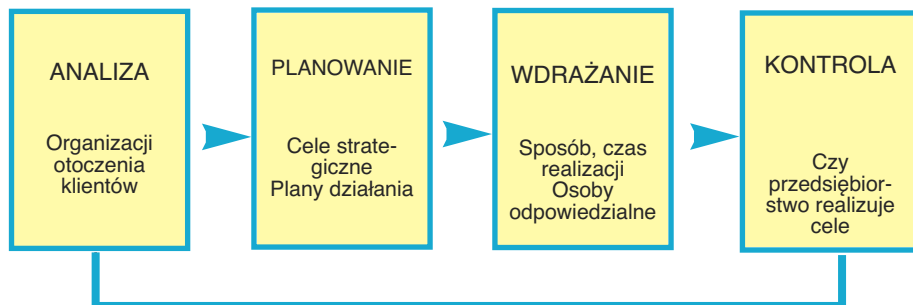 ANALIZA
Organizacji
otoczenia
klientów
PLANOWANIE
Cele strate-
giczne
Plany działania
WDRAŻANIE
Sposób, czas
realizacji
Osoby
odpowiedzialne
KONTROLA
Czy
przedsiębior-
stwo realizuje
cele